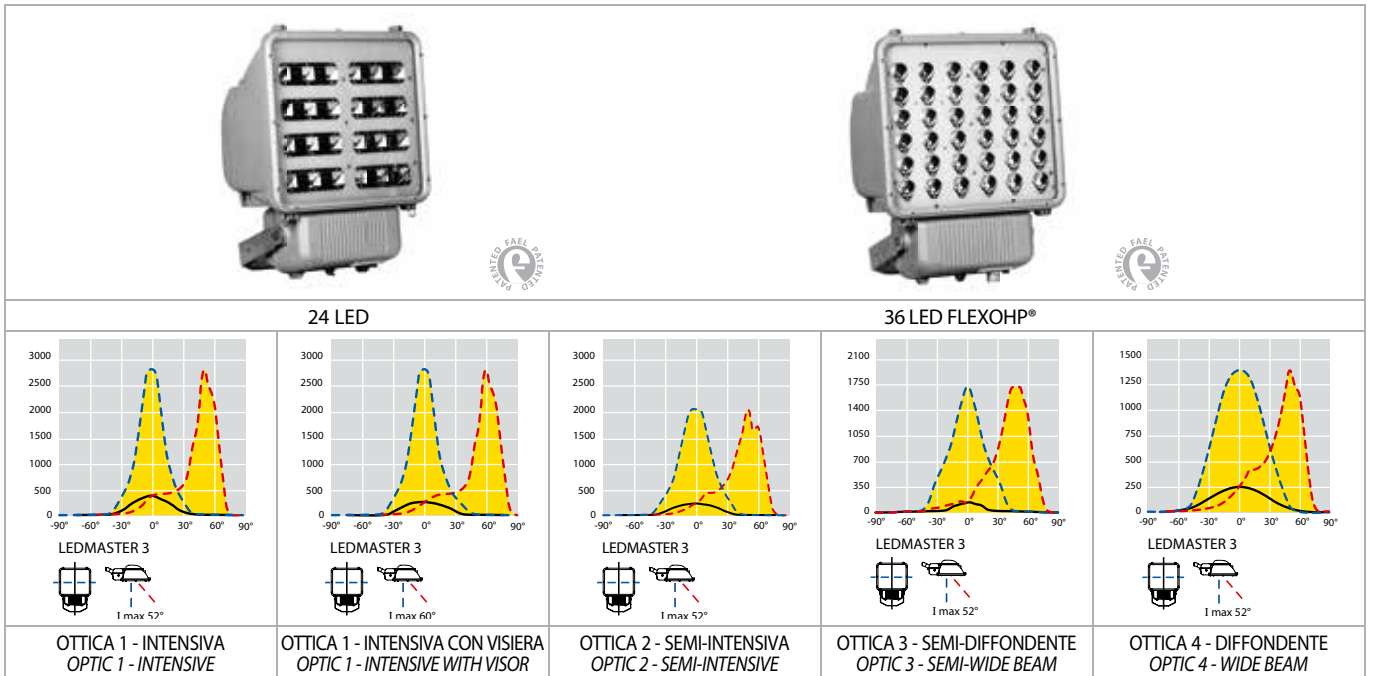 PATENTED FAEL PATENTED
PATENTED FAEL PATENTED
24 LED
36 LED FLEXOHP®
3000
2500
2000
1500
1000
500
0
-90° -60° -30° 0° 30° 60° 90°
LEDMASTER 3
I max 52°
OTTICA 1 - INTENSIVA
OPTIC 1 - INTENSIVE
3000
2500
2000
1500
1000
500
0
-90° -60° -30° 0° 30° 60° 90°
LEDMASTER 3
I max 60°
OTTICA 1 - INTENSIVA CON VISIERA
OPTIC 1 - INTENSIVE WITH VISOR
3000
2500
2000
1500
1000
500
0
-90° -60° -30° 0° 30° 60° 90°
LEDMASTER 3
I max 52°
OTTICA 2 - SEMI-INTENSIVA
OPTIC 2 - SEMI-INTENSIVE
2100
1750
1400
1050
700
350
0
-90° -60° -30° 0° 30° 60° 90°
LEDMASTER 3
I max 52°
OTTICA 3 - SEMI-DIFFONDENTE
OPTIC 3 - SEMI-WIDE BEAM
1500
1250
1000
750
500
250
0
-90° -60° -30° 0° 30° 60° 90°
LEDMASTER 3
I max 52°
OTTICA 4 - DIFFONDENTE
OPTIC 4 - WIDE BEAM